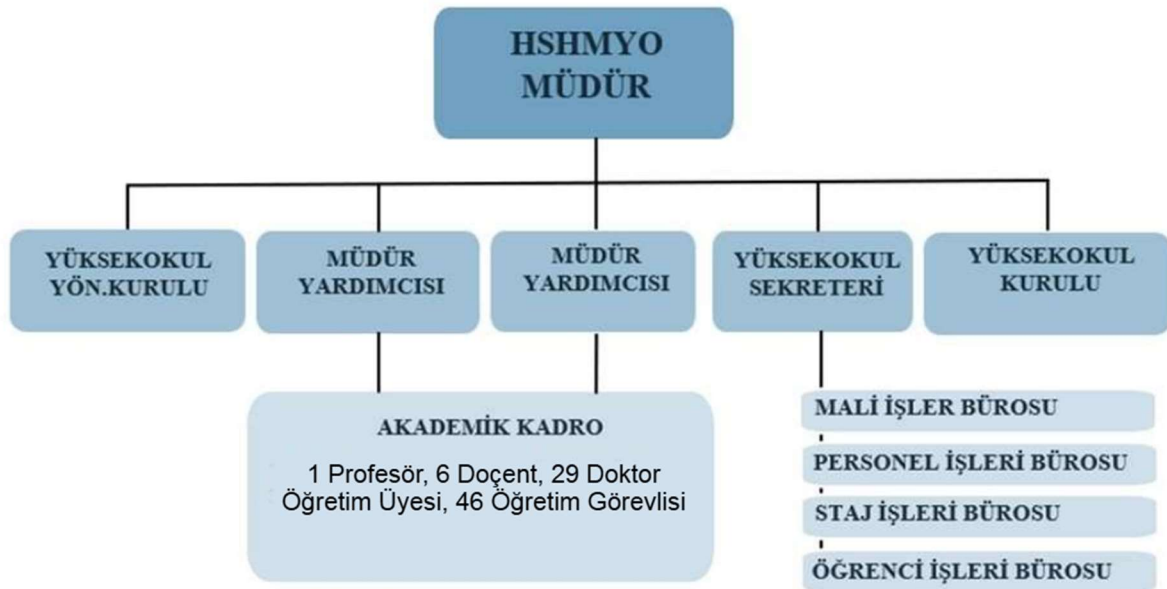 HSHMYO
MÜDÜR
YÜKSEKOKUL
YÖN.KURULU
MÜDÜR
YARDIMCISI
MÜDÜR
YARDIMCISI
YÜKSEKOKUL
SEKRETERİ
YÜKSEKOKUL
KURULU
AKADEMİK KADRO
1 Profesör, 6 Doçent, 29 Doktor
Öğretim Üyesi, 46 Öğretim Görevlisi
MALİ İŞLER BÜROSU
PERSONEL İŞLERİ BÜROSU
STAJ İŞLERİ BÜROSU
ÖĞRENCİ İŞLERİ BÜROSU